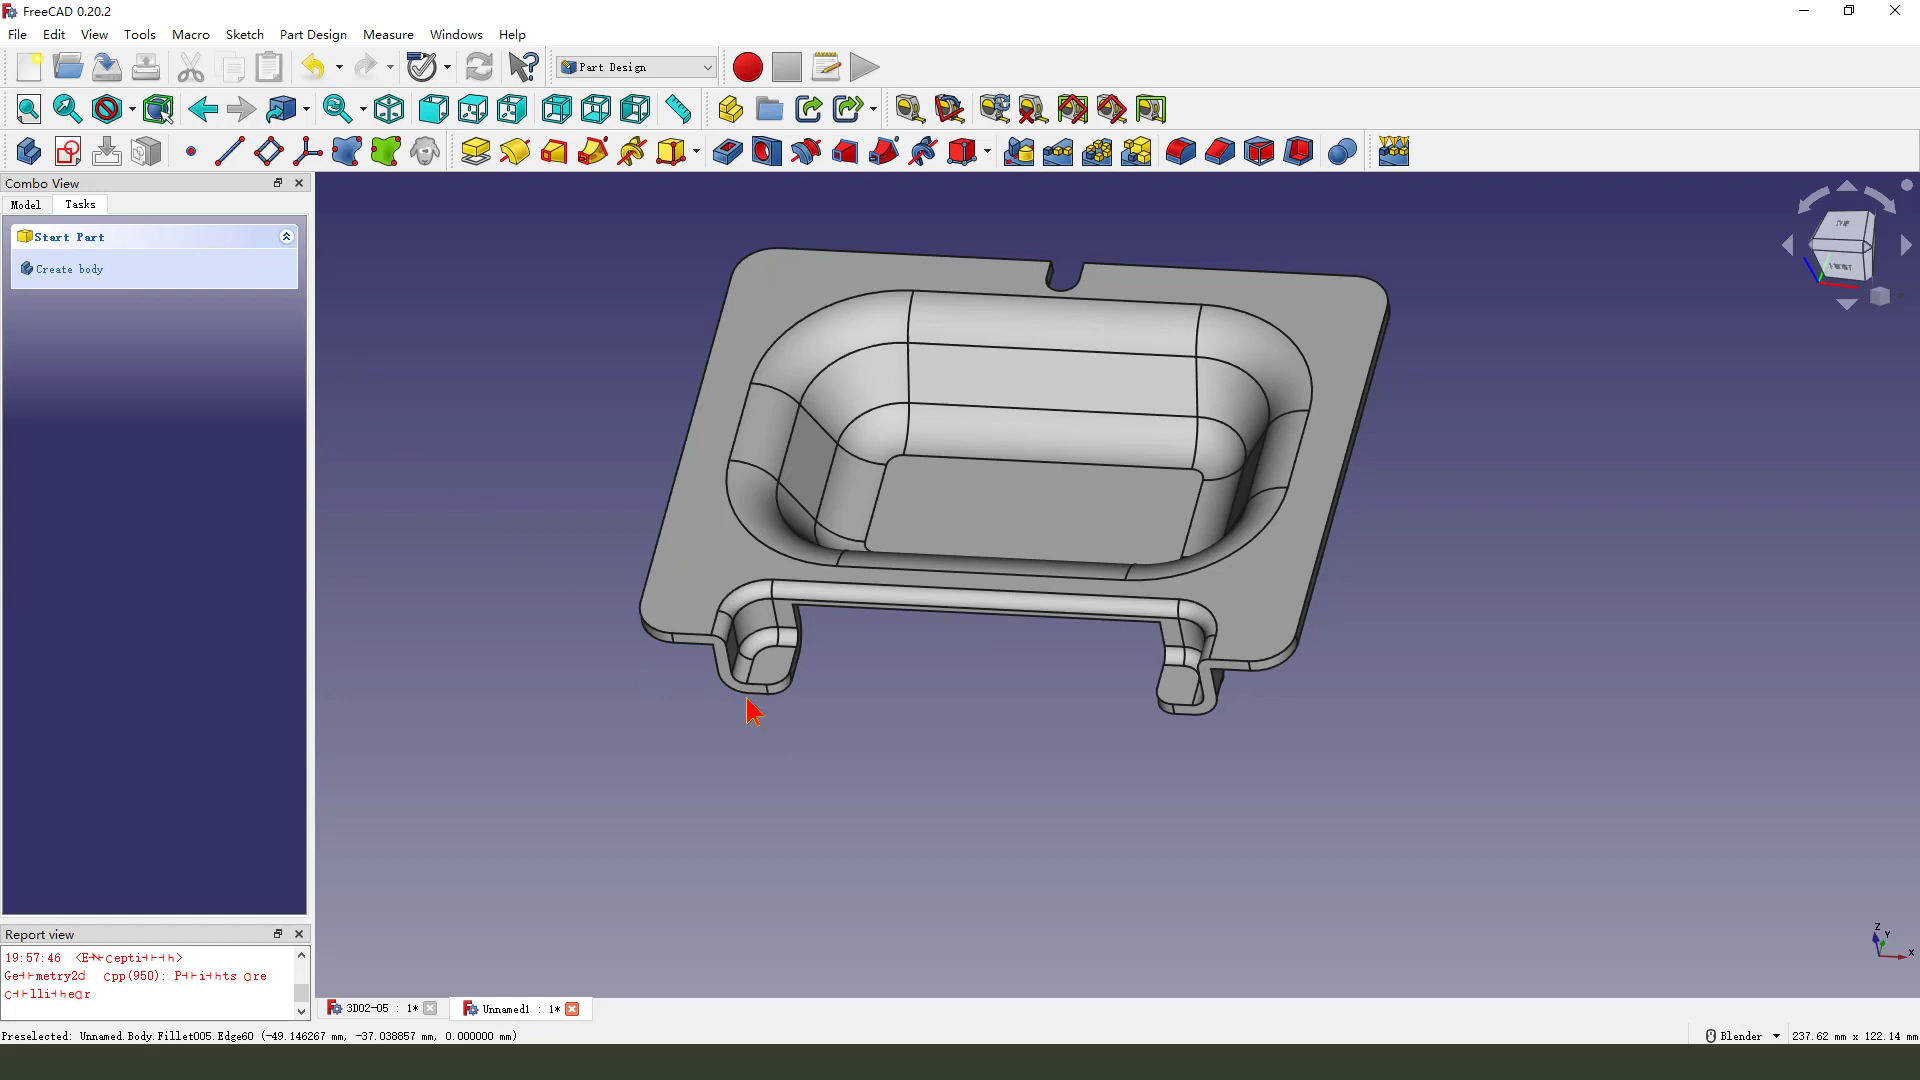 FreeCAD 0.20.2
File Edit View Tools Macro Sketch Part Design Measure Windows Help
Part Design
Combo View
Model Tasks
Start Part
Create body
FRONT
Z
Y
X
Report view
19:57:46
cpp(950): are
3D02-05 : 1*
Unnamed1 : 1*
Preselected: Unnamed.Body.Fillet005.Edge60 (-49.146267 mm, -37.038857 mm, 0.000000 mm)
Blender
237.62 mm x 122.14 mm